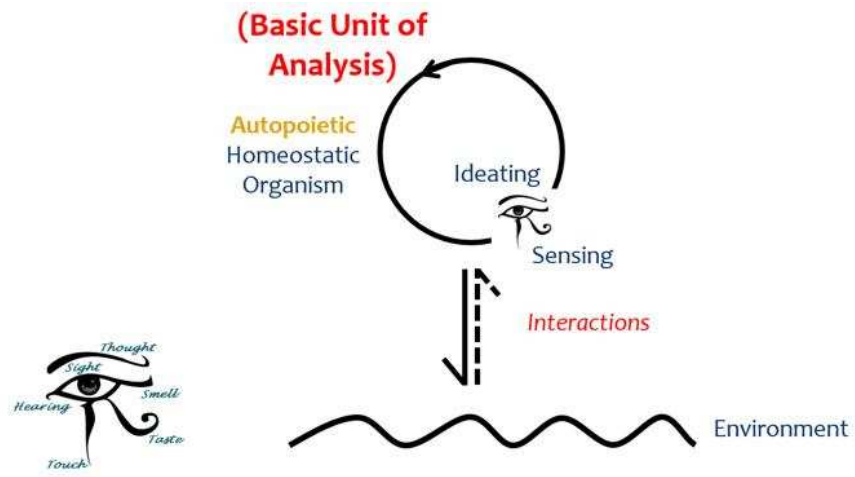 (Basic Unit of
Analysis)
Autopoietic
Homeostatic
Organism
Ideating
Sensing
Interactions
Environment
Thought
Sight
Smell
Hearing
Taste
Touch